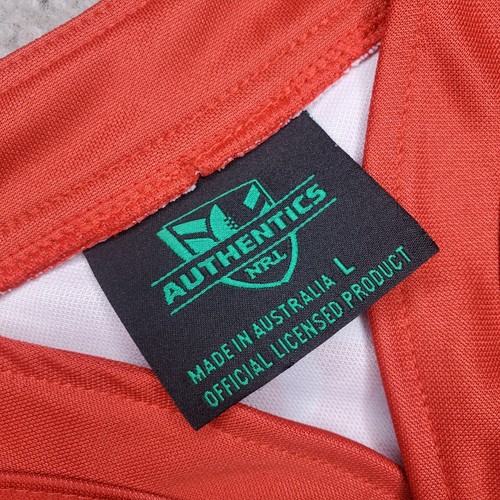 AUTHENTICS
NRL
MADE IN AUSTRALIA L
OFFICIAL LICENSED PRODUCT